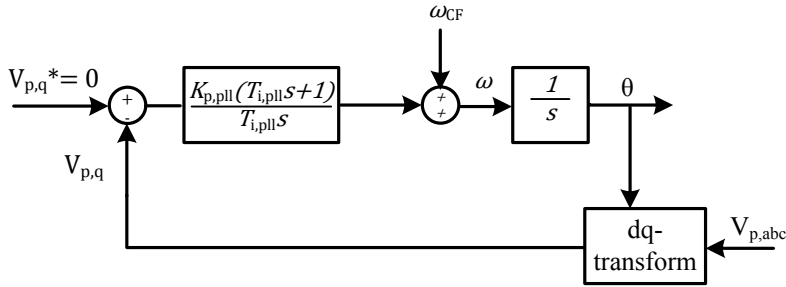 ω_CF
V_p,q*= 0
+
-
K_p,pll(T_i,pll s+1)
T_i,pll s
+
+
ω
1
s
θ
V_p,q
dq-
transform
V_p,abc